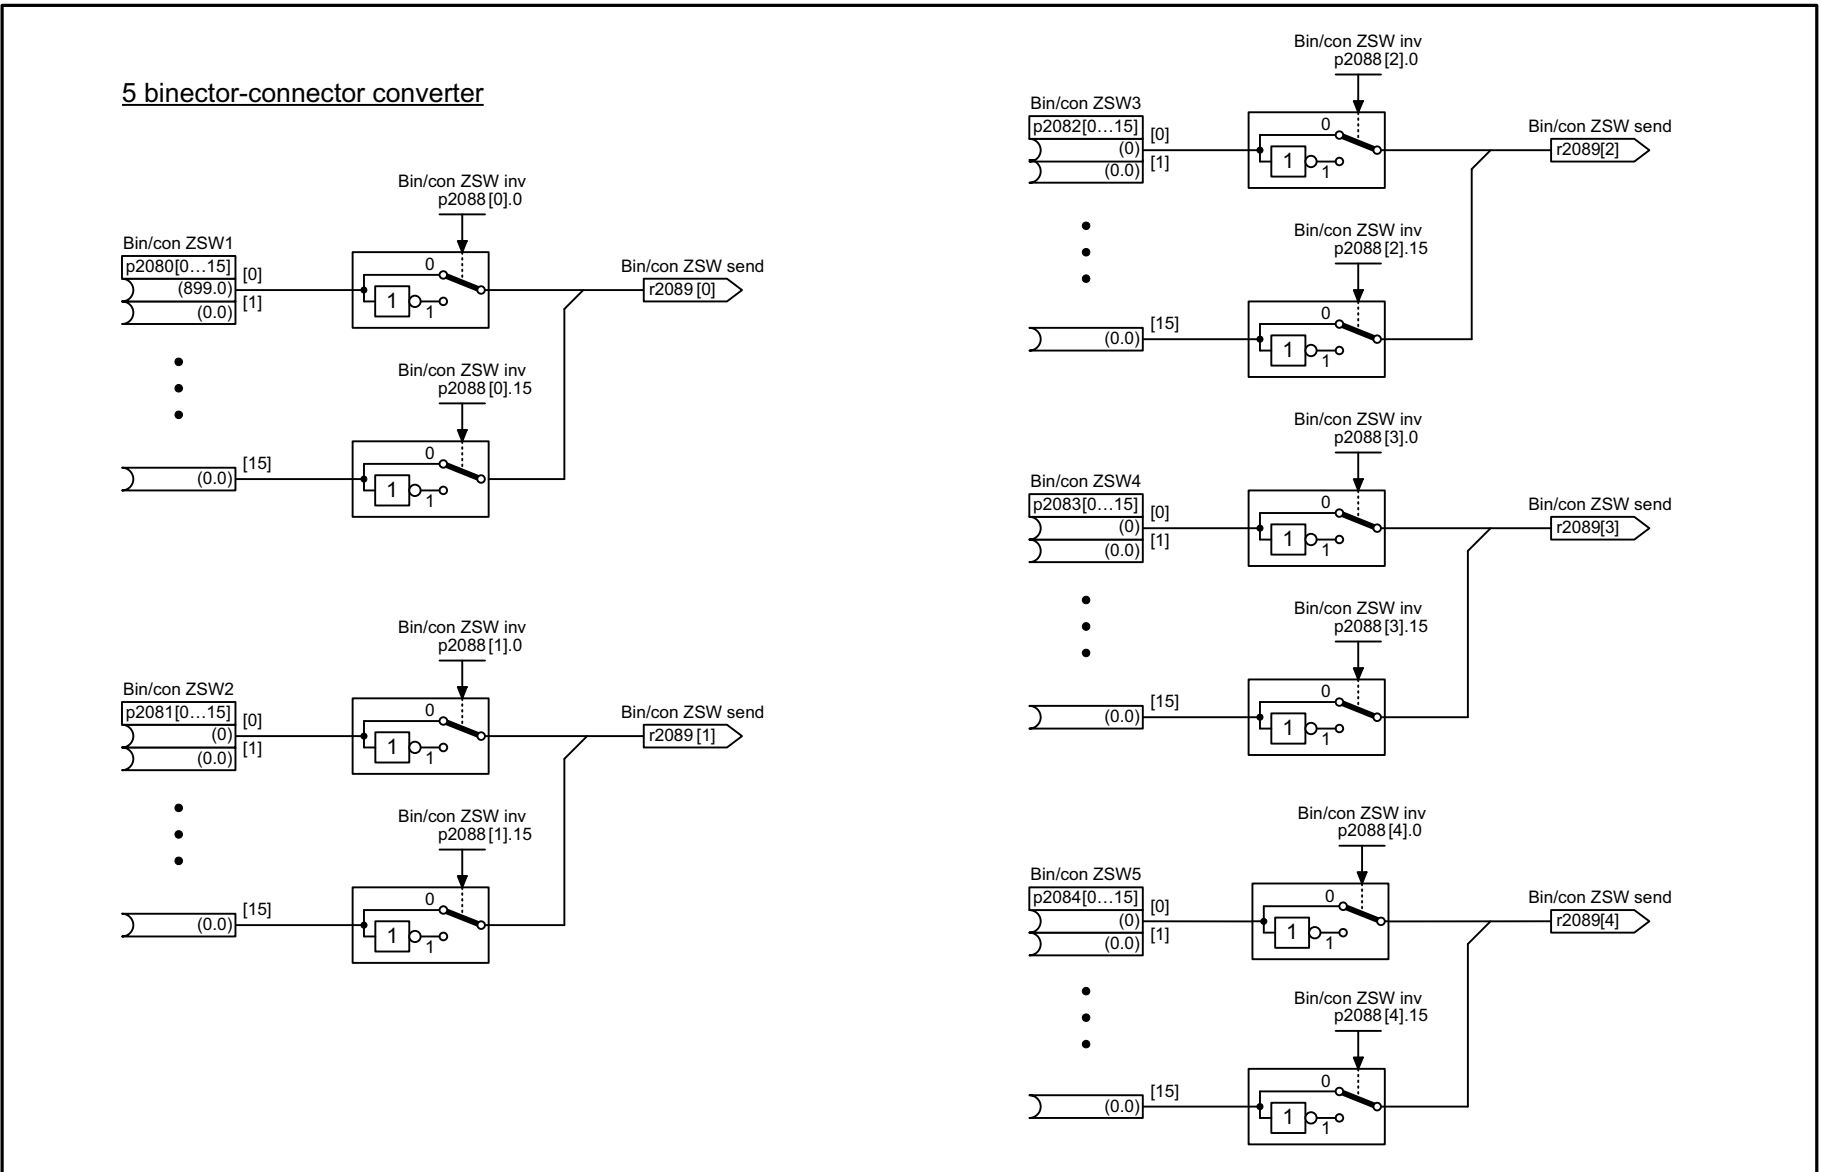 5 binector-connector converter
Bin/con ZSW inv
p2088[0].0
Bin/con ZSW1
p2080[0…15]
[0]
(899.0)
[1]
(0.0)
0
1
1
Bin/con ZSW send
r2089[0]
Bin/con ZSW inv
p2088[0].15
[15]
(0.0)
0
1
1
Bin/con ZSW inv
p2088[1].0
Bin/con ZSW2
p2081[0…15]
[0]
(0)
[1]
(0.0)
0
1
1
Bin/con ZSW send
r2089[1]
Bin/con ZSW inv
p2088[1].15
[15]
(0.0)
0
1
1
Bin/con ZSW inv
p2088[2].0
Bin/con ZSW3
p2082[0…15]
[0]
(0)
[1]
(0.0)
0
1
1
Bin/con ZSW send
r2089[2]
Bin/con ZSW inv
p2088[2].15
[15]
(0.0)
0
1
1
Bin/con ZSW inv
p2088[3].0
Bin/con ZSW4
p2083[0…15]
[0]
(0)
[1]
(0.0)
0
1
1
Bin/con ZSW send
r2089[3]
Bin/con ZSW inv
p2088[3].15
[15]
(0.0)
0
1
1
Bin/con ZSW inv
p2088[4].0
Bin/con ZSW5
p2084[0…15]
[0]
(0)
[1]
(0.0)
0
1
1
Bin/con ZSW send
r2089[4]
Bin/con ZSW inv
p2088[4].15
[15]
(0.0)
0
1
1